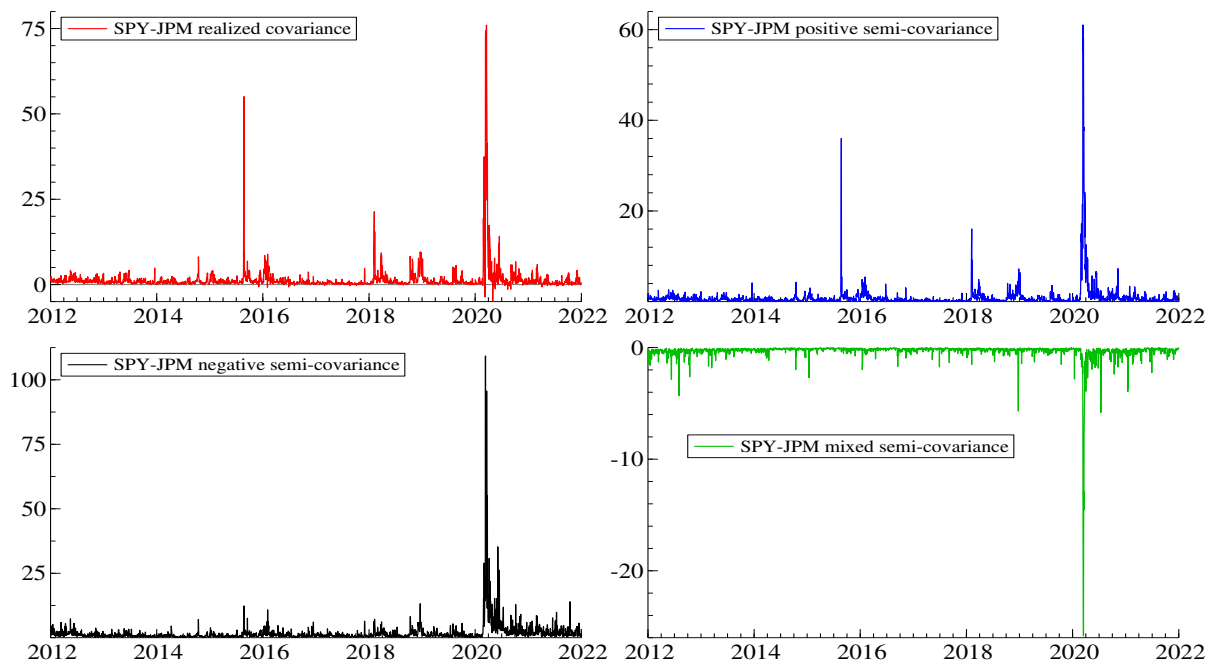 SPY-JPM realized covariance
75
50
25
0
2012 2014 2016 2018 2020 2022
SPY-JPM positive semi-covariance
60
40
20
2012 2014 2016 2018 2020 2022
SPY-JPM negative semi-covariance
100
75
50
25
2012 2014 2016 2018 2020 2022
0
SPY-JPM mixed semi-covariance
-10
-20
2012 2014 2016 2018 2020 2022